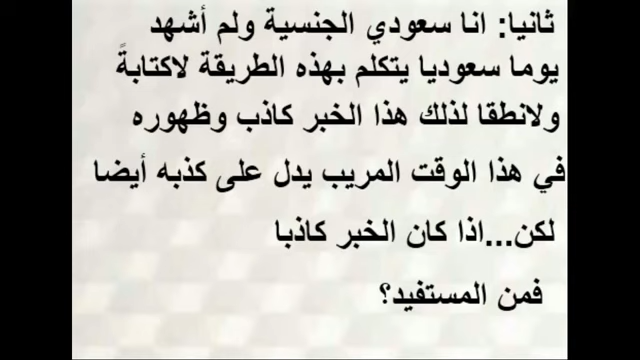 ثانيا: انا سعودي الجنسية ولم أشهد
يوما سعوديا يتكلم بهذه الطريقة لاكتابةً
ولانطقا لذلك هذا الخبر كاذب وظهوره
في هذا الوقت المريب يدل على كذبه أيضا
لكن...اذا كان الخبر كاذبا
فمن المستفيد؟